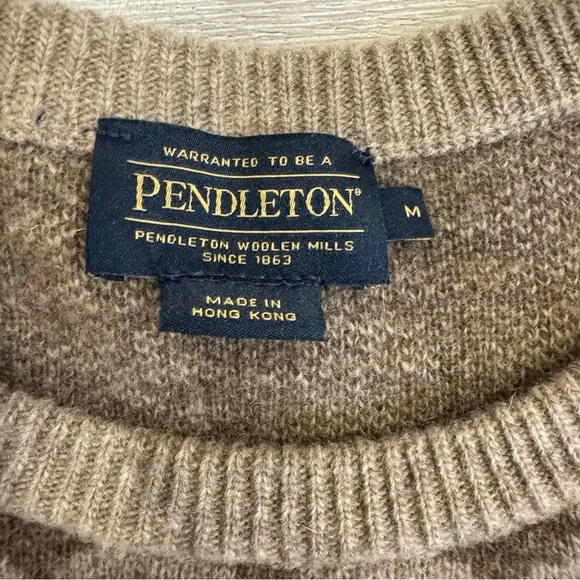 WARRANTED TO BE A
PENDLETON®
M
PENDLETON WOOLEN MILLS
SINCE 1863
MADE IN
HONG KONG